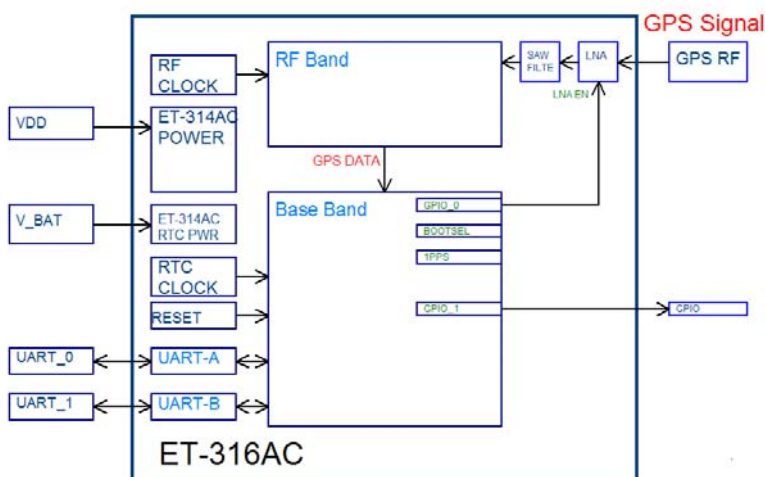 GPS Signal
RF
CLOCK
RF Band
SAW
FILTE
LNA
GPS RF
LNA EN
VDD
ET-314AC
POWER
GPS DATA
V_BAT
ET-314AC
RTC PWR
Base Band
GPIO_0
BOOTSEL
1PPS
RTC
CLOCK
RESET
GPIO_1
GPIO
UART_0
UART-A
UART_1
UART-B
ET-316AC